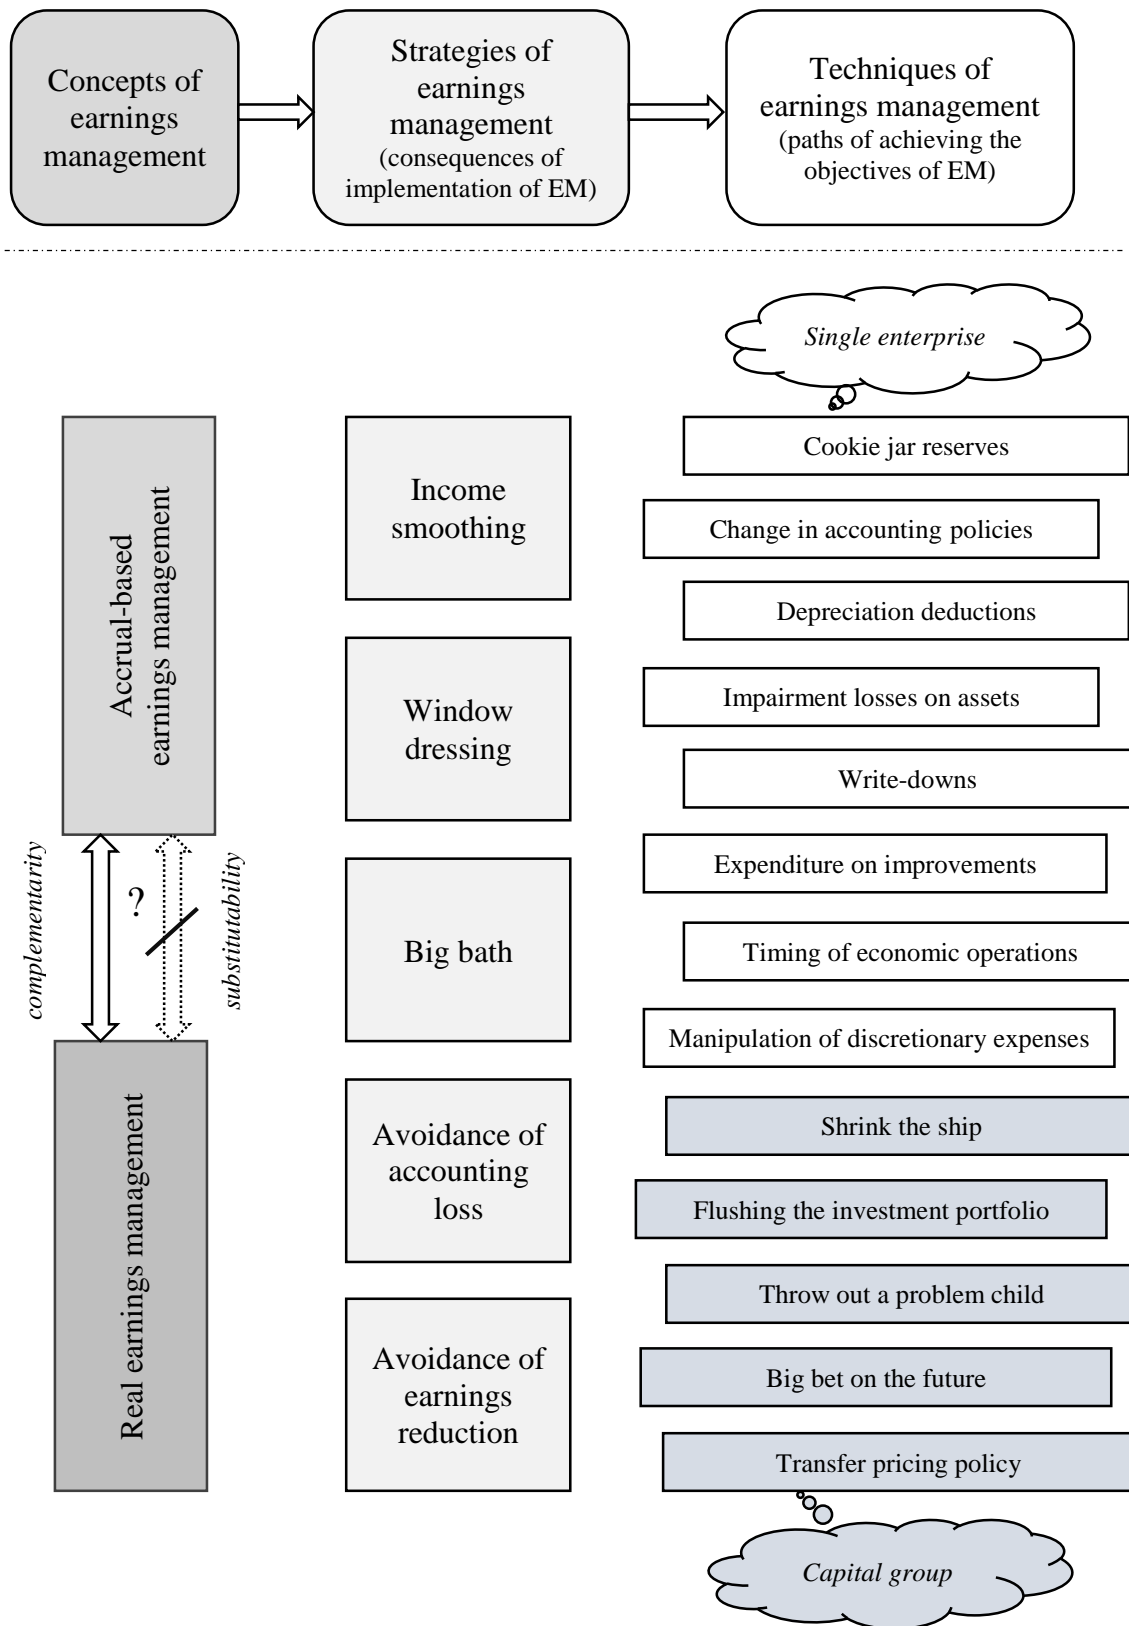 Concepts of
earnings
management
Strategies of
earnings
management
(consequences of
implementation of EM)
Techniques of
earnings management
(paths of achieving the
objectives of EM)
Single enterprise
Accrual-based
earnings management
complementarity
?
substitutability
Real earnings management
Income
smoothing
Window
dressing
Big bath
Avoidance of
accounting
loss
Avoidance of
earnings
reduction
Cookie jar reserves
Change in accounting policies
Depreciation deductions
Impairment losses on assets
Write-downs
Expenditure on improvements
Timing of economic operations
Manipulation of discretionary expenses
Shrink the ship
Flushing the investment portfolio
Throw out a problem child
Big bet on the future
Transfer pricing policy
Capital group